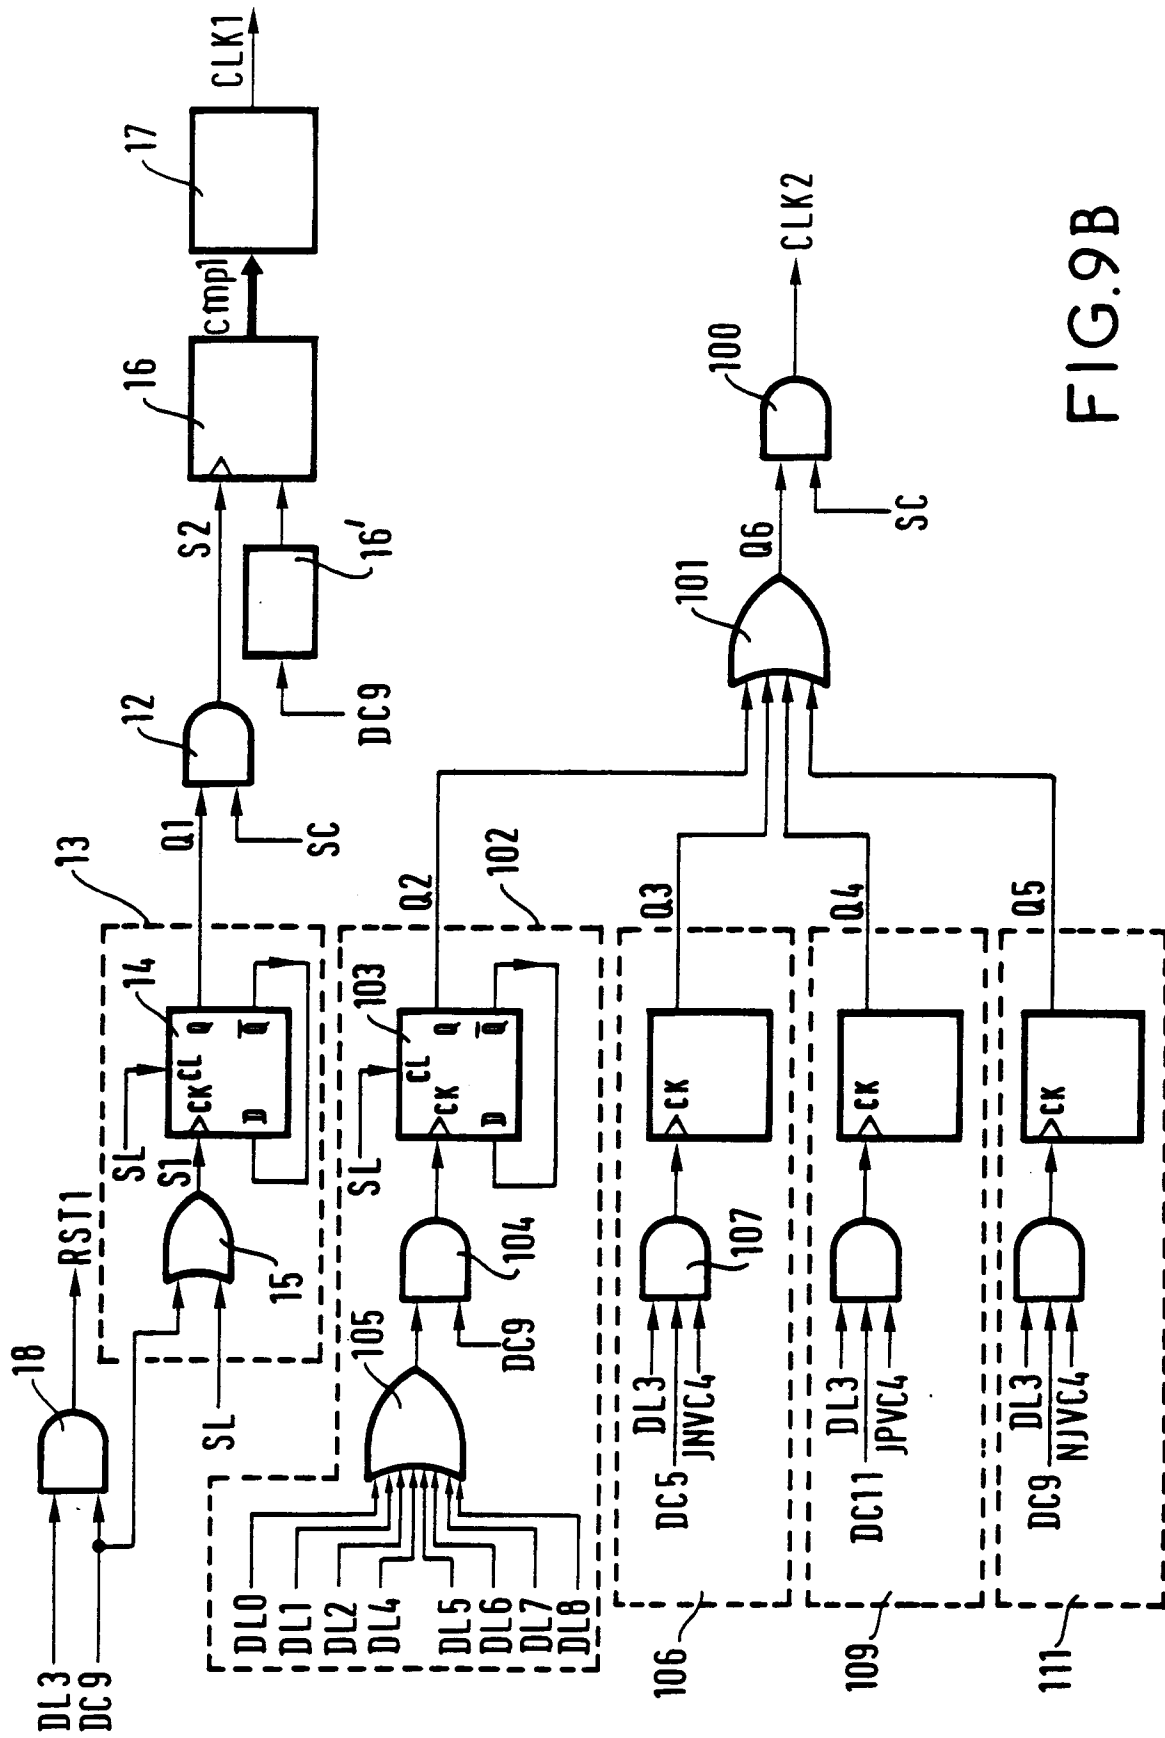 DL3
DC9
18
RST1
SL
15
S1
SL
CK
CL
Q
D
Q
14
13
Q1
SC
12
S2
DC9
16'
16
cmpl
17
CLK1
DL0
DL1
DL2
DL4
DL5
DL6
DL7
DL8
105
DC9
104
SL
CK
CL
Q
D
Q
103
102
Q2
DL3
DC5
JNVC4
107
CK
106
Q3
DL3
DC11
JPVC4
CK
109
Q4
DL3
DC9
NJVC4
CK
111
Q5
101
Q6
SC
100
CLK2
FIG.9B